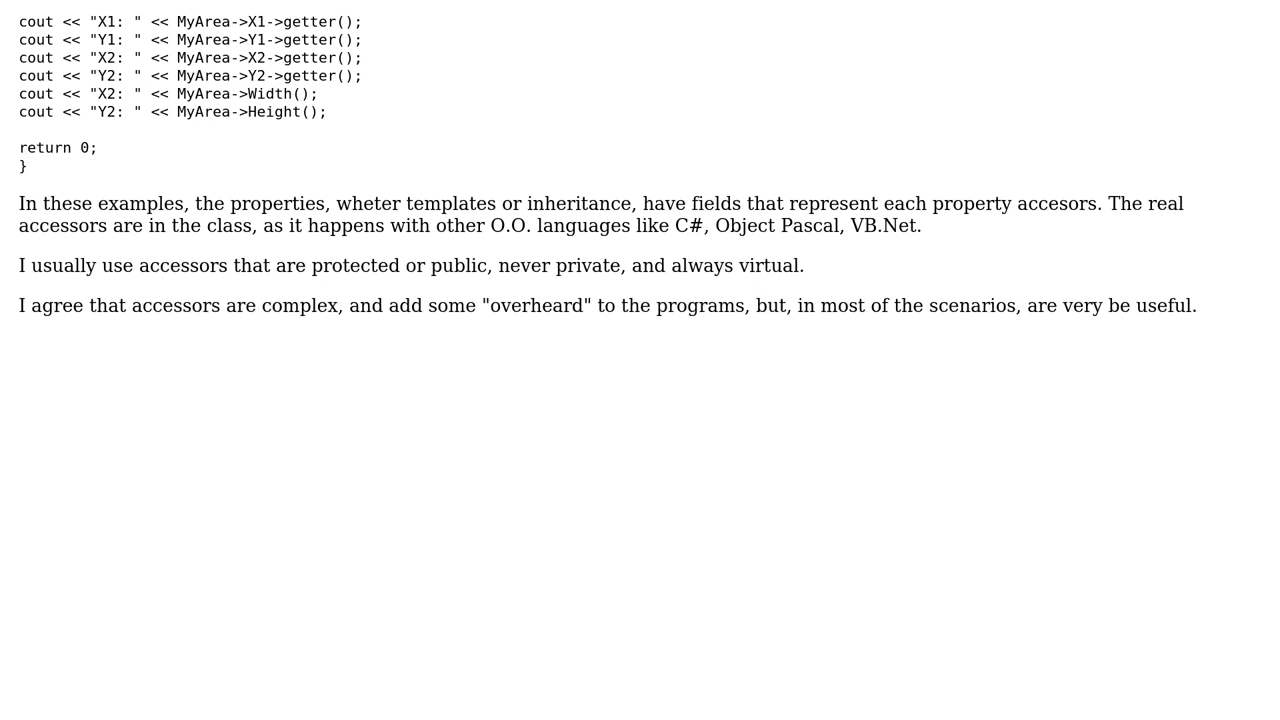 cout << "X1: " << MyArea->X1->getter();
cout << "Y1: " << MyArea->Y1->getter();
cout << "X2: " << MyArea->X2->getter();
cout << "Y2: " << MyArea->Y2->getter();
cout << "X2: " << MyArea->Width();
cout << "Y2: " << MyArea->Height();
return 0;
}
In these examples, the properties, wheter templates or inheritance, have fields that represent each property accesors. The real
accessors are in the class, as it happens with other O.O. languages like C#, Object Pascal, VB.Net.
I usually use accessors that are protected or public, never private, and always virtual.
I agree that accessors are complex, and add some "overheard" to the programs, but, in most of the scenarios, are very be useful.